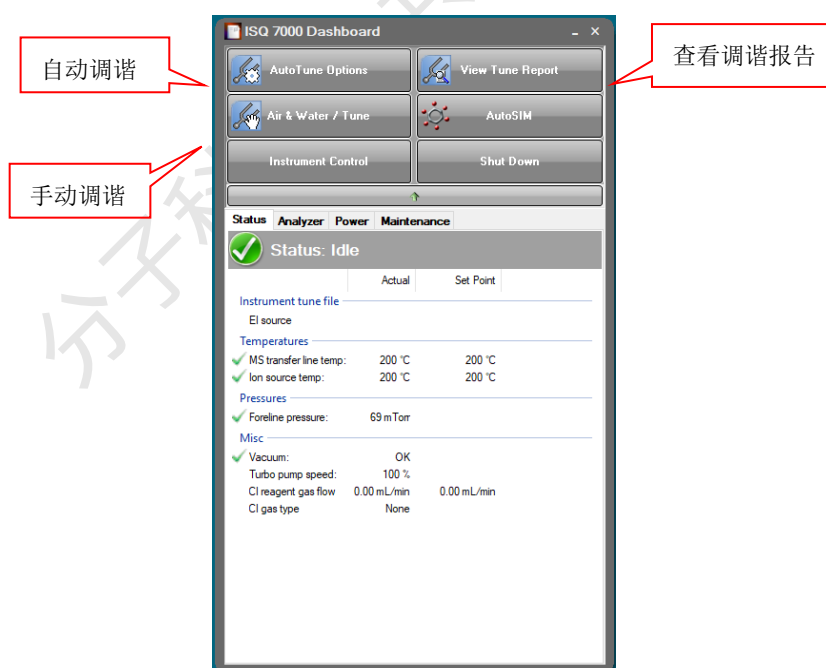 ISQ 7000 Dashboard
自动调谐
查看调谐报告
AutoTune Options
View Tune Report
Air & Water / Tune
AutoSIM
手动调谐
Instrument Control
Shut Down
Status Analyzer Power Maintenance
Status: Idle
Actual Set Point
Instrument tune file
EI source
Temperatures
MS transfer line temp: 200 °C 200 °C
Ion source temp: 200 °C 200 °C
Pressures
Foreline pressure: 69 mTorr
Misc
Vacuum: OK
Turbo pump speed: 100 %
CI reagent gas flow 0.00 mL/min 0.00 mL/min
CI gas type None
分子科